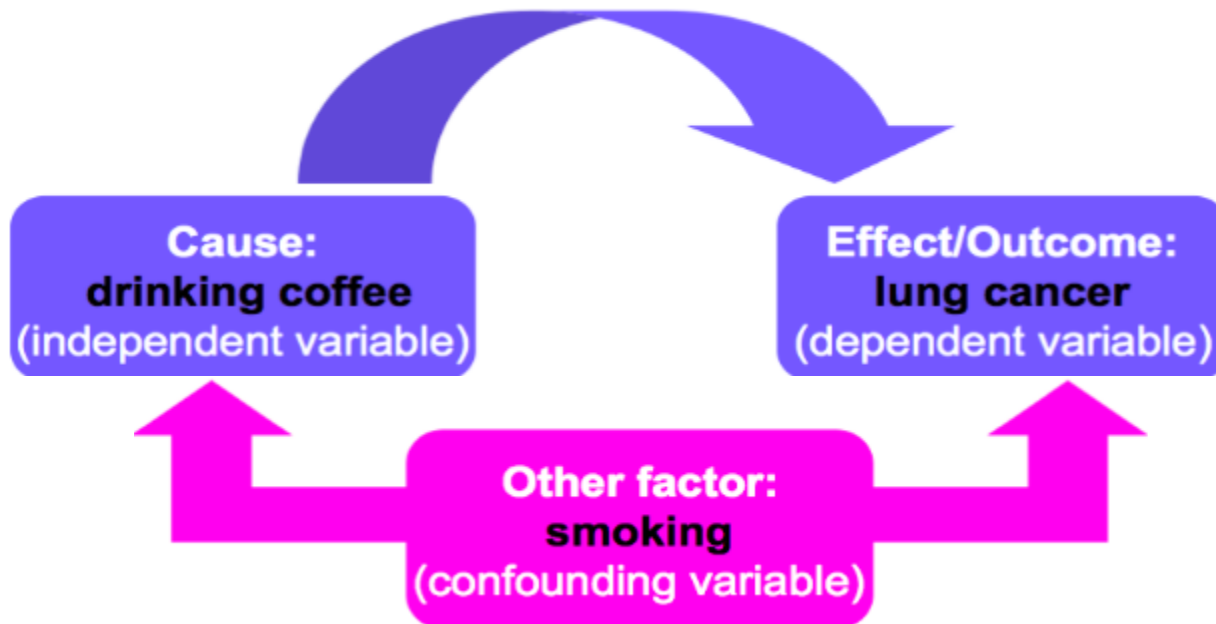 Cause:
drinking coffee
(independent variable)
Effect/Outcome:
lung cancer
(dependent variable)
Other factor:
smoking
(confounding variable)